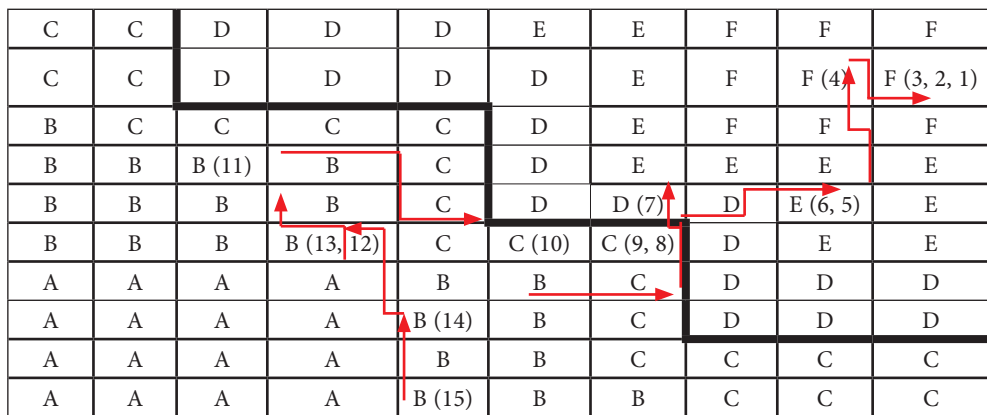 C C D D D E E F F F
C C D D D D E F F (4) F (3, 2, 1)
B C C C C D E F F F
B B B (11) B C D E E E E
B B B B C D D (7) D E (6, 5) E
B B B B (13, 12) C C (10) C (9, 8) D E E
A A A A B B C D D D
A A A A B (14) B C D D D
A A A A B B C C C C
A A A A B (15) B B C C C